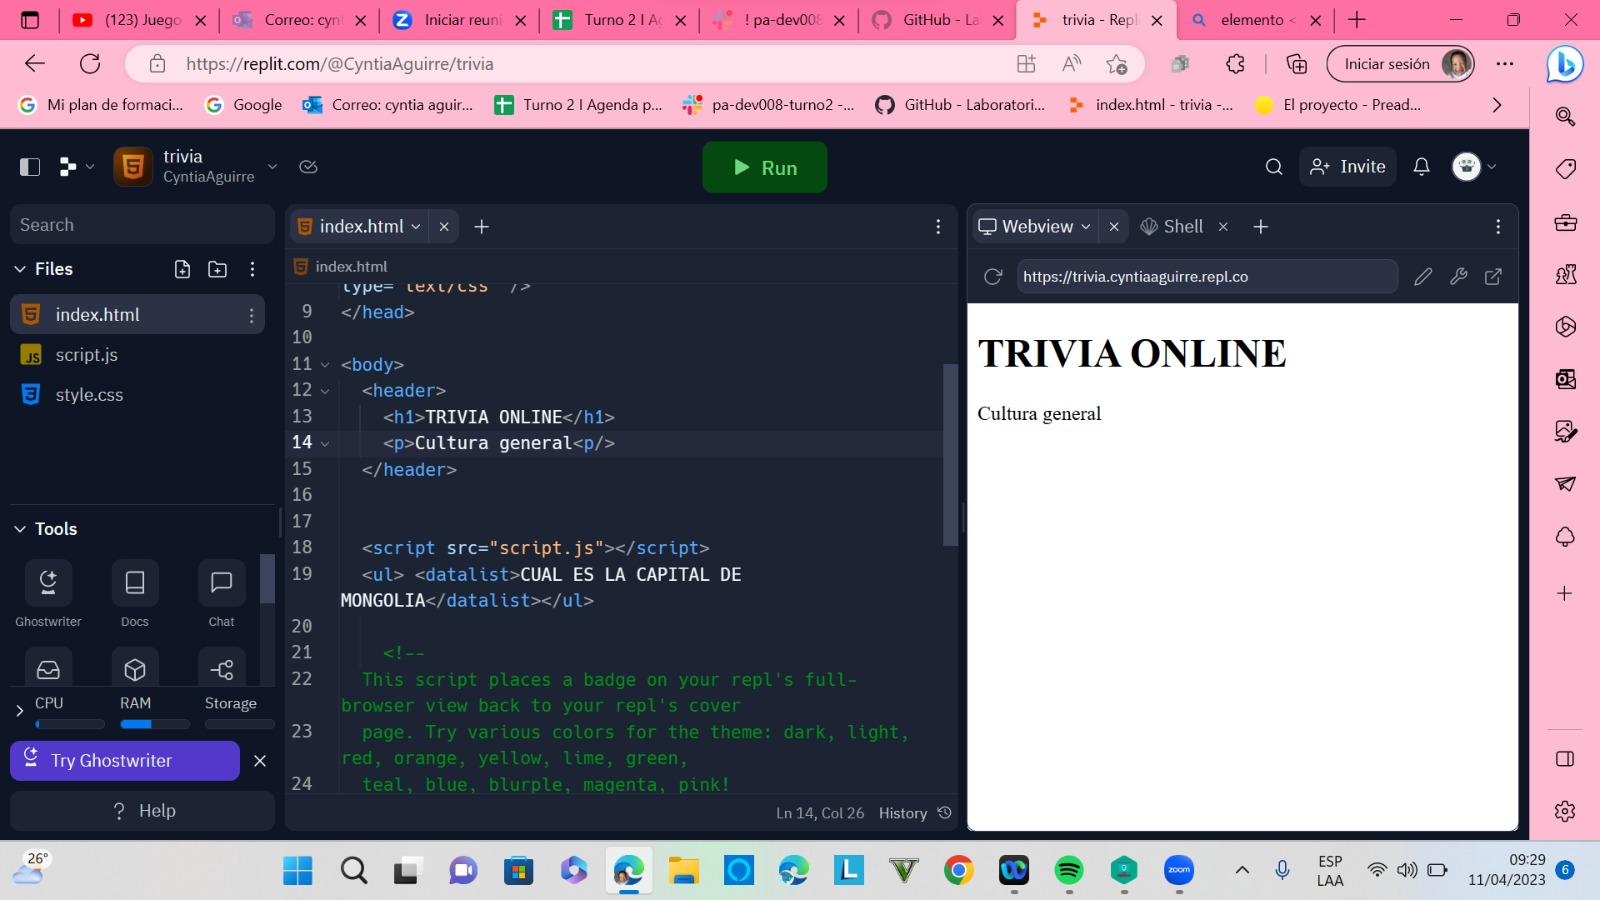 (123) Juego
Correo: cynt
Iniciar reuni
Turno 2 I Ag
! pa-dev008
GitHub - La
trivia - Repl
elemento <
https://replit.com/@CyntiaAguirre/trivia
Iniciar sesión
Mi plan de formaci...
Google
Correo: cyntia aguir...
Turno 2 I Agenda p...
pa-dev008-turno2 -...
GitHub - Laboratori...
index.html - trivia -...
El proyecto - Pread...
trivia
CyntiaAguirre
Run
Invite
Search
Files
index.html
script.js
style.css
Tools
Ghostwriter
Docs
Chat
CPU
RAM
Storage
Try Ghostwriter
? Help
index.html
index.html
type="text/css" />
9 </head>
10
11 <body>
12 <header>
13 <h1>TRIVIA ONLINE</h1>
14 <p>Cultura general<p/>
15 </header>
16
17
18 <script src="script.js"></script>
19 <ul> <datalist>CUAL ES LA CAPITAL DE
MONGOLIA</datalist></ul>
20
21 <!--
22 This script places a badge on your repl's full-
browser view back to your repl's cover
23 page. Try various colors for the theme: dark, light,
red, orange, yellow, lime, green,
24 teal, blue, blurple, magenta, pink!
Ln 14, Col 26 History
Webview
Shell
https://trivia.cyntiaaguirre.repl.co
TRIVIA ONLINE
Cultura general
26°
zoom
ESP
LAA
09:29
11/04/2023
6